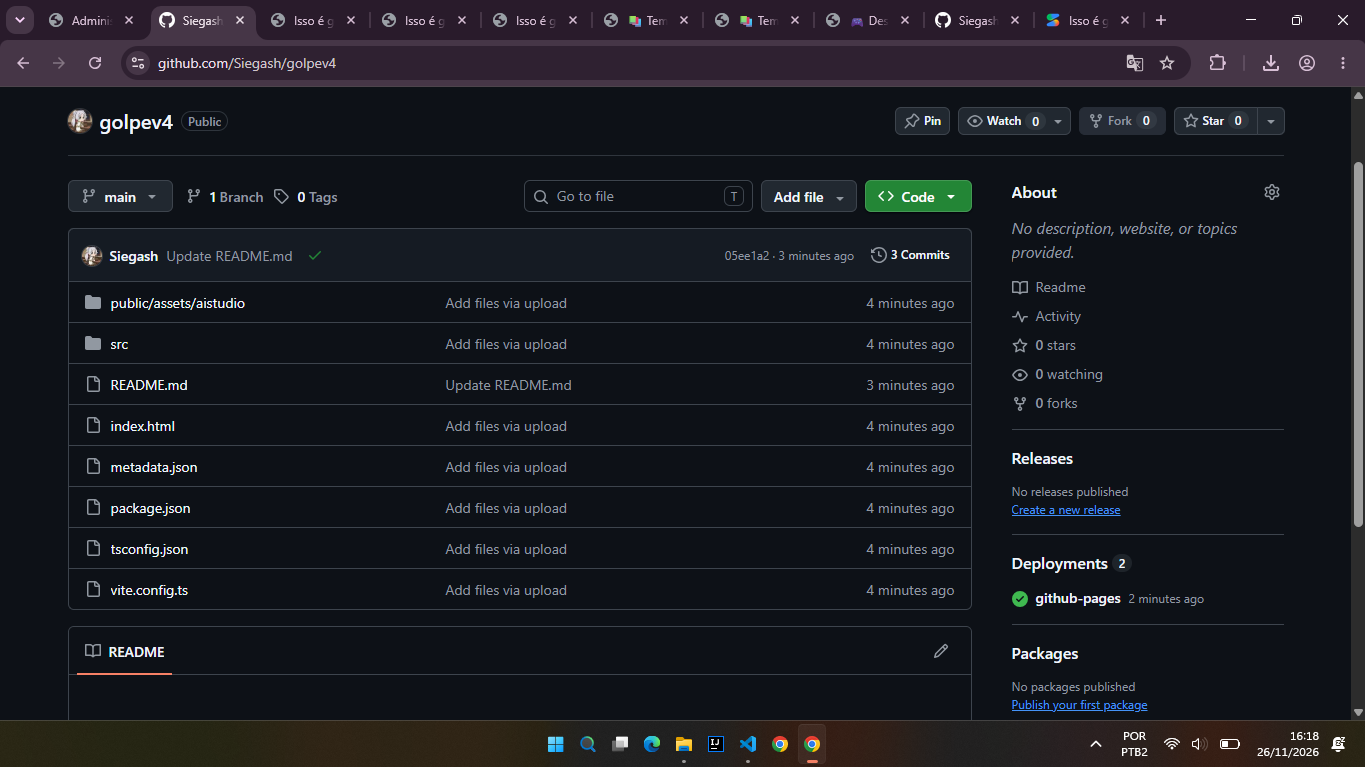 Adminis
Siegash
Isso é g
Isso é g
Isso é g
Tem
Tem
Des
Siegash
Isso é g
github.com/Siegash/golpev4
golpev4 Public
Pin
Watch 0
Fork 0
Star 0
main
1 Branch
0 Tags
Go to file
T
Add file
Code
Siegash Update README.md
05ee1a2 · 3 minutes ago
3 Commits
public/assets/aistudio Add files via upload 4 minutes ago
src Add files via upload 4 minutes ago
README.md Update README.md 3 minutes ago
index.html Add files via upload 4 minutes ago
metadata.json Add files via upload 4 minutes ago
package.json Add files via upload 4 minutes ago
tsconfig.json Add files via upload 4 minutes ago
vite.config.ts Add files via upload 4 minutes ago
README
About
No description, website, or topics
provided.
Readme
Activity
0 stars
0 watching
0 forks
Releases
No releases published
Create a new release
Deployments 2
github-pages 2 minutes ago
Packages
No packages published
Publish your first package
IJ
POR
PTB2
16:18
26/11/2026